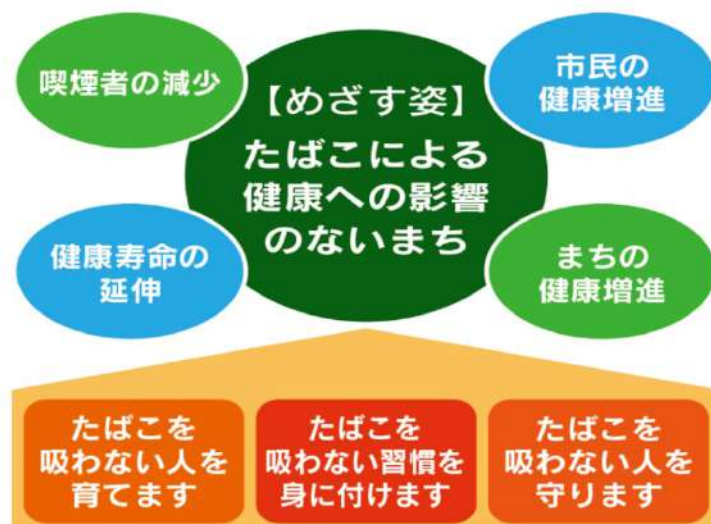 喫煙者の減少
【めざす姿】
たばこによる
健康への影響
のないまち
市民の
健康増進
健康寿命の
延伸
まちの
健康増進
たばこを
吸わない人を
育てます
たばこを
吸わない習慣を
身に付けます
たばこを
吸わない人を
守ります